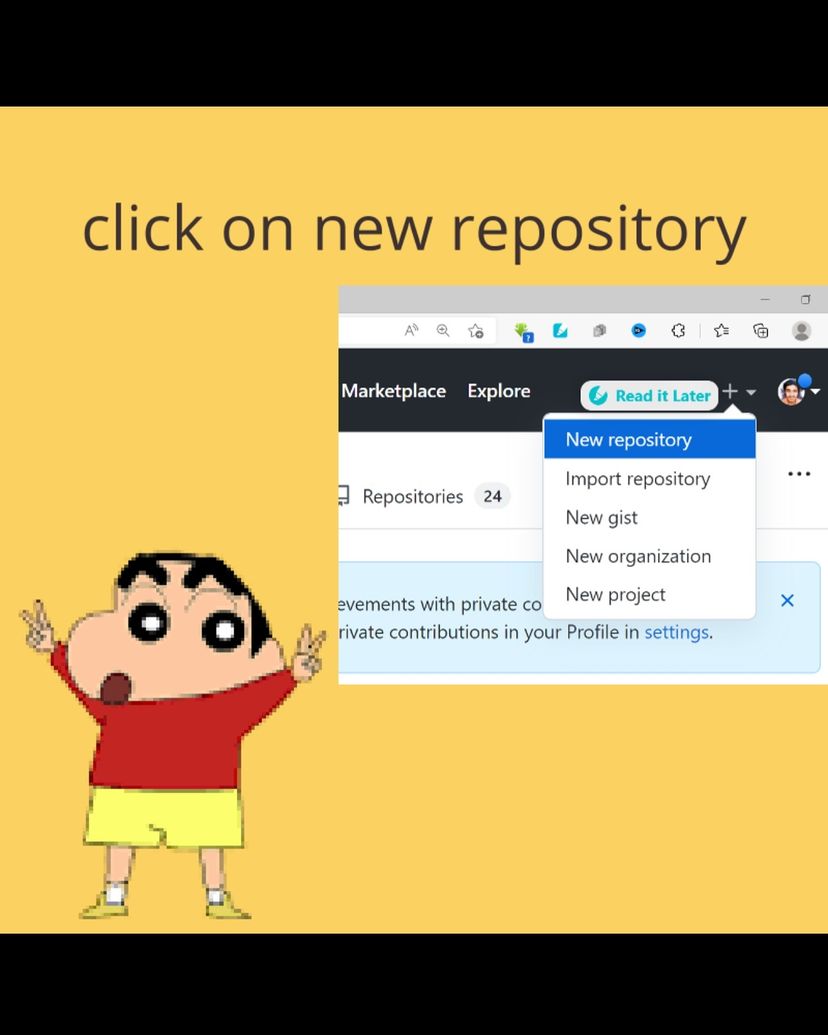 click on new repository
A
?
Marketplace Explore Read it Later
New repository
Import repository
Repositories 24
New gist
New organization
New project
evements with private co
rivate contributions in your Profile in settings.